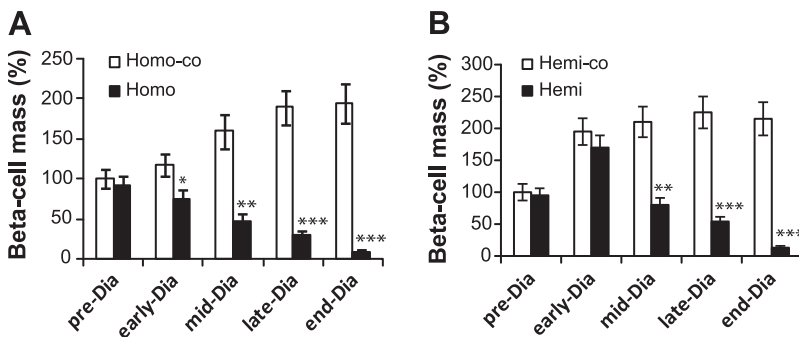 A
Beta-cell mass (%)
250
200
150
100
50
0
Homo-co
Homo
*
**
***
***
pre-Dia
early-Dia
mid-Dia
late-Dia
end-Dia
B
Beta-cell mass (%)
300
250
200
150
100
50
0
Hemi-co
Hemi
**
***
***
pre-Dia
early-Dia
mid-Dia
late-Dia
end-Dia